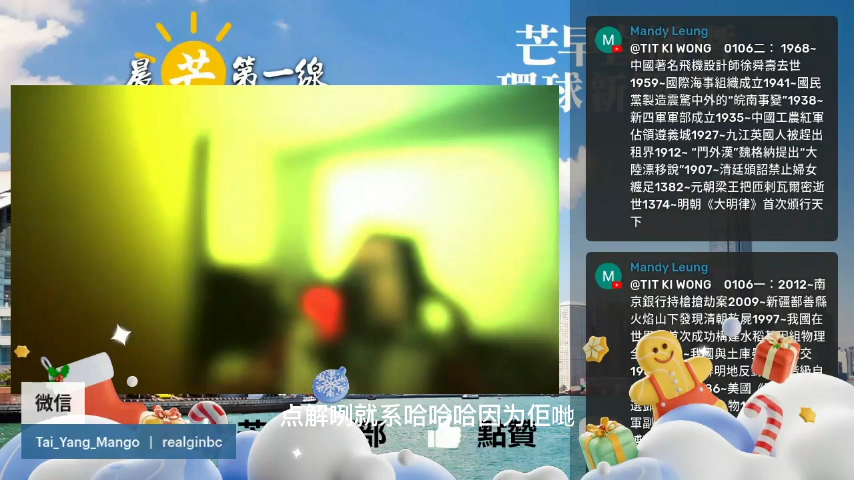 晨 芒 第一線
芒早
環球新
Mandy Leung
@TIT KI WONG 0106二： 1968~
中國著名飛機設計師徐舜壽去世
1959~國際海事組織成立1941~國民
黨製造震驚中外的“皖南事變”1938~
新四軍軍部成立1935~中國工農紅軍
佔領遵義城1927~九江英國人被趕出
租界1912~ “門外漢”魏格納提出“大
陸漂移說”1907~清廷頒詔禁止婦女
纏足1382~元朝梁王把匝剌瓦爾密逝
世1374~明朝《大明律》首次頒行天
下
Mandy Leung
@TIT KI WONG 0106一：2012~南
京銀行持槍搶劫案2009~新疆鄯善縣
火焰山下發現清朝乾屍1997~我國在
世界首次成功構建水稻基因組物理
微信
点解咧就系哈哈哈因为佢哋
部 點贊
Tai_Yang_Mango | realginbc